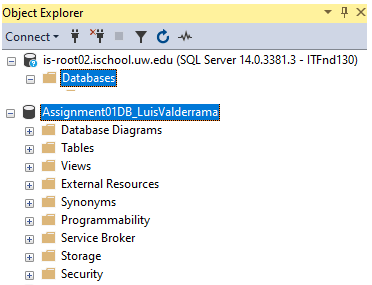 Object Explorer
Connect
is-root02.ischool.uw.edu (SQL Server 14.0.3381.3 - ITFnd130)
Databases
Assignment01DB_LuisValderrama
Database Diagrams
Tables
Views
External Resources
Synonyms
Programmability
Service Broker
Storage
Security